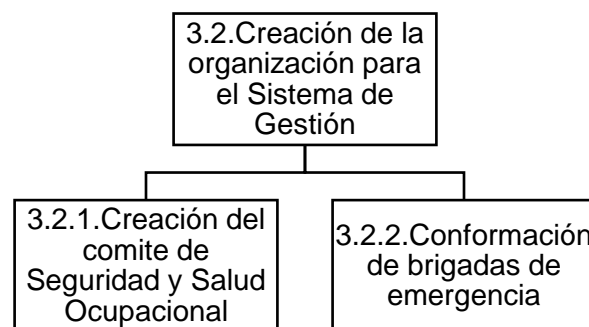 3.2.Creación de la
organización para
el Sistema de
Gestión
3.2.1.Creación del
comite de
Seguridad y Salud
Ocupacional
3.2.2.Conformación
de brigadas de
emergencia